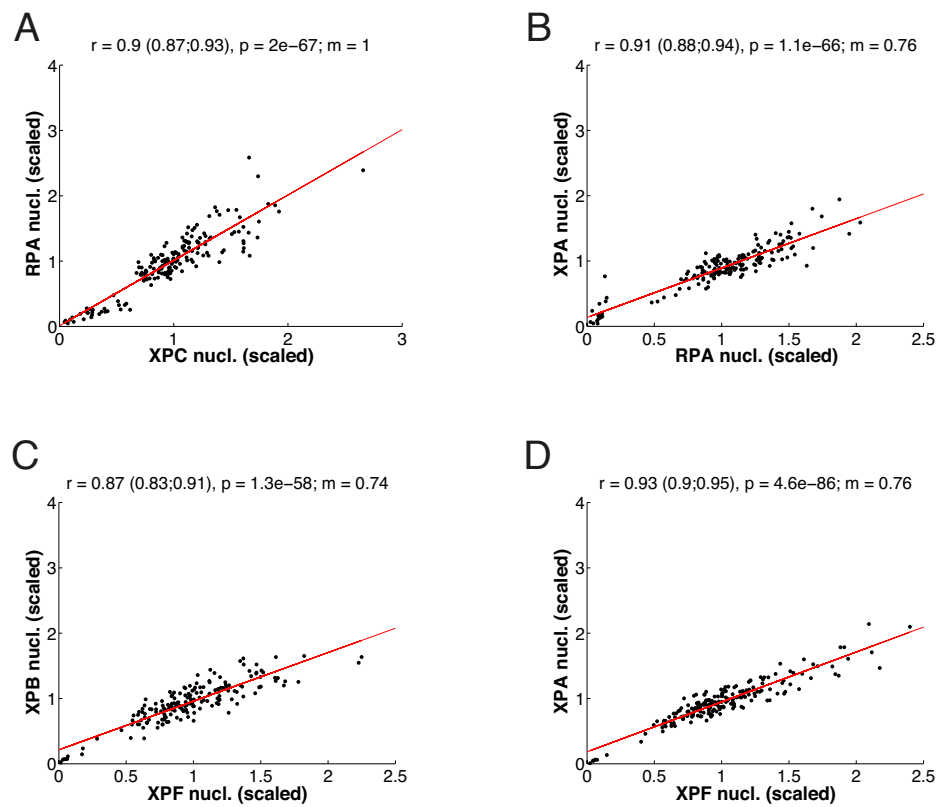 A
r = 0.9 (0.87;0.93), p = 2e−67; m = 1
4
3
2
1
0
0
1
2
3
RPA nucl. (scaled)
XPC nucl. (scaled)
B
r = 0.91 (0.88;0.94), p = 1.1e−66; m = 0.76
4
3
2
1
0
0
0.5
1
1.5
2
2.5
XPA nucl. (scaled)
RPA nucl. (scaled)
C
r = 0.87 (0.83;0.91), p = 1.3e−58; m = 0.74
4
3
2
1
0
0
0.5
1
1.5
2
2.5
XPB nucl. (scaled)
XPF nucl. (scaled)
D
r = 0.93 (0.9;0.95), p = 4.6e−86; m = 0.76
4
3
2
1
0
0
0.5
1
1.5
2
2.5
XPA nucl. (scaled)
XPF nucl. (scaled)